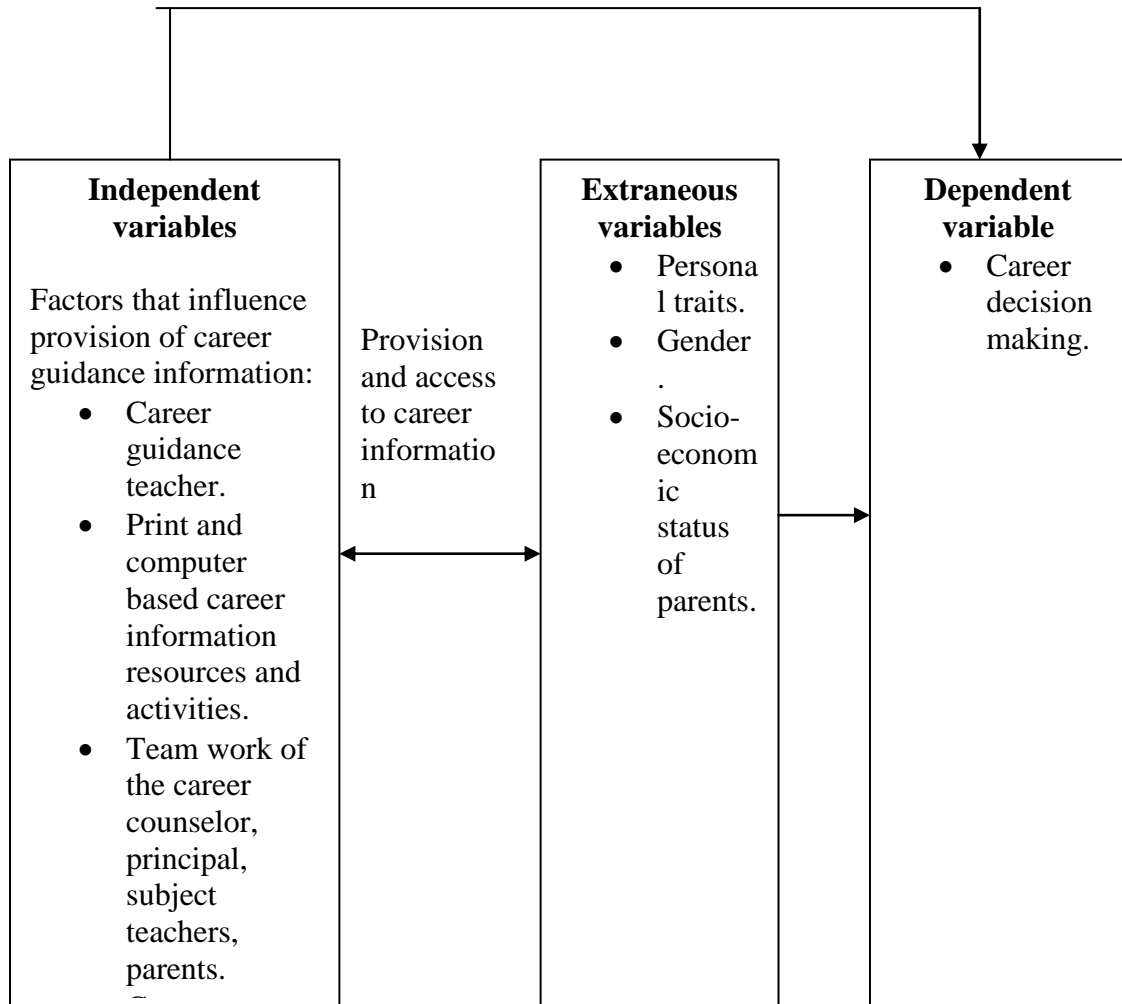 Independent
variables
Factors that influence
provision of career
guidance information:
• Career
guidance
teacher.
• Print and
computer
based career
information
resources and
activities.
• Team work of
the career
counselor,
principal,
subject
teachers,
parents.
Provision
and access
to career
informatio
n
Extraneous
variables
• Persona
l traits.
• Gender
.
• Socio-
econom
ic
status
of
parents.
Dependent
variable
• Career
decision
making.